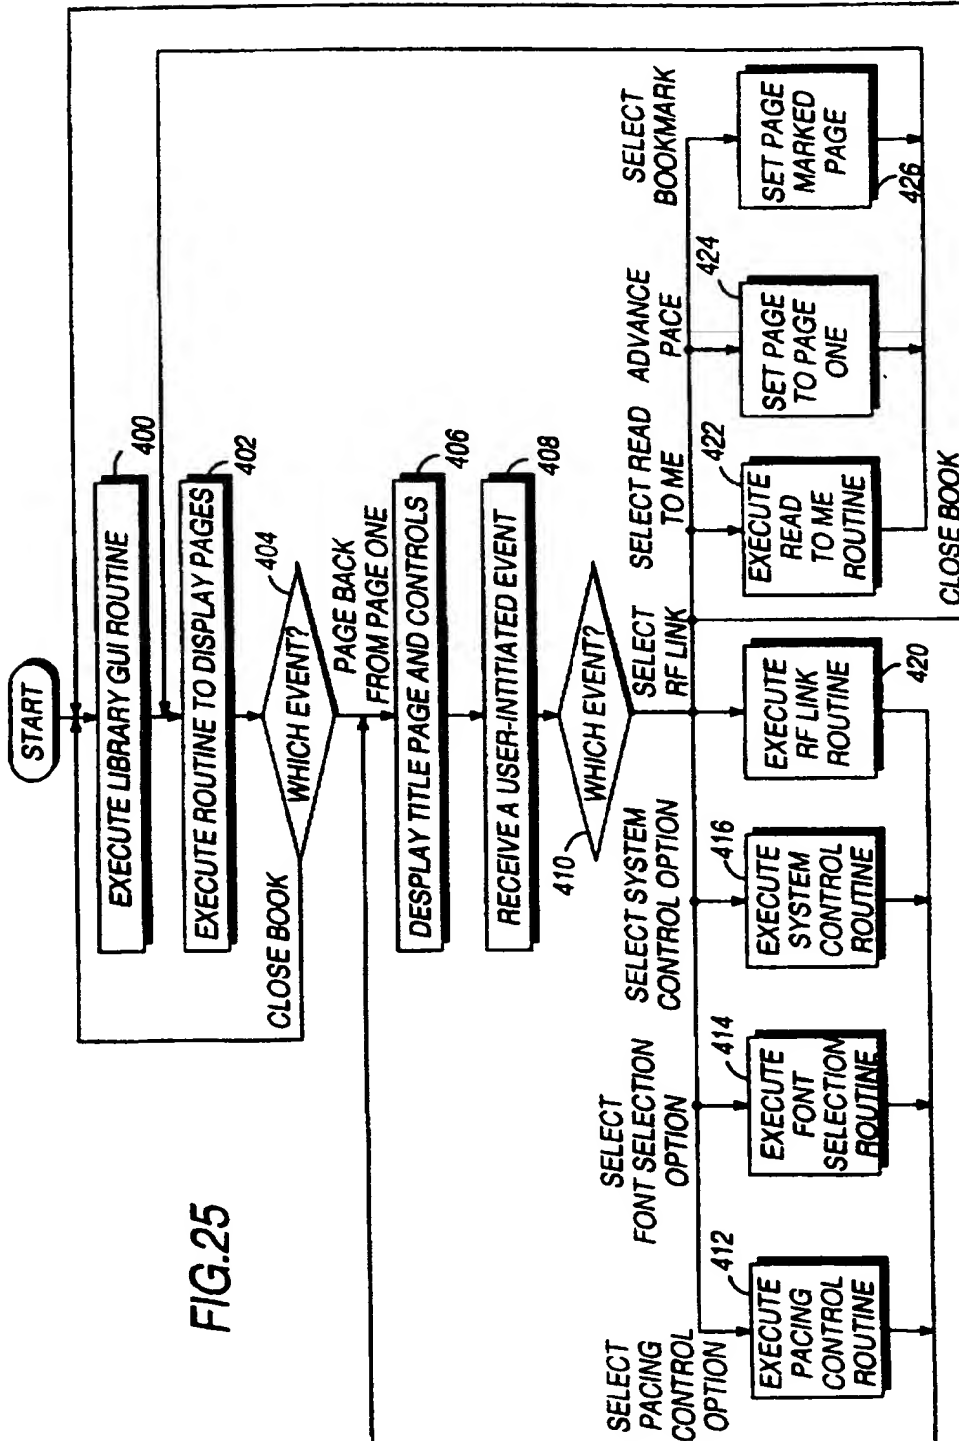 FIG.25
START
EXECUTE LIBRARY GUI ROUTINE
400
EXECUTE ROUTINE TO DISPLAY PAGES
402
WHICH EVENT?
404
CLOSE BOOK
PAGE BACK
FROM PAGE ONE
DESPLAY TITLE PAGE AND CONTROLS
406
RECEIVE A USER-INTITIATED EVENT
408
WHICH EVENT?
410
SELECT
PACING
CONTROL
OPTION
SELECT
FONT SELECTION
OPTION
SELECT SYSTEM
CONTROL OPTION
SELECT
RF LINK
SELECT READ
TO ME
ADVANCE
PACE
SELECT
BOOKMARK
412
EXECUTE
PACING
CONTROL
ROUTINE
414
EXECUTE
FONT
SELECTION
ROUTINE
416
EXECUTE
SYSTEM
CONTROL
ROUTINE
EXECUTE
RF LINK
ROUTINE
420
422
EXECUTE
READ
TO ME
ROUTINE
424
SET PAGE
TO PAGE
ONE
SET PAGE
MARKED
PAGE
426
CLOSE BOOK